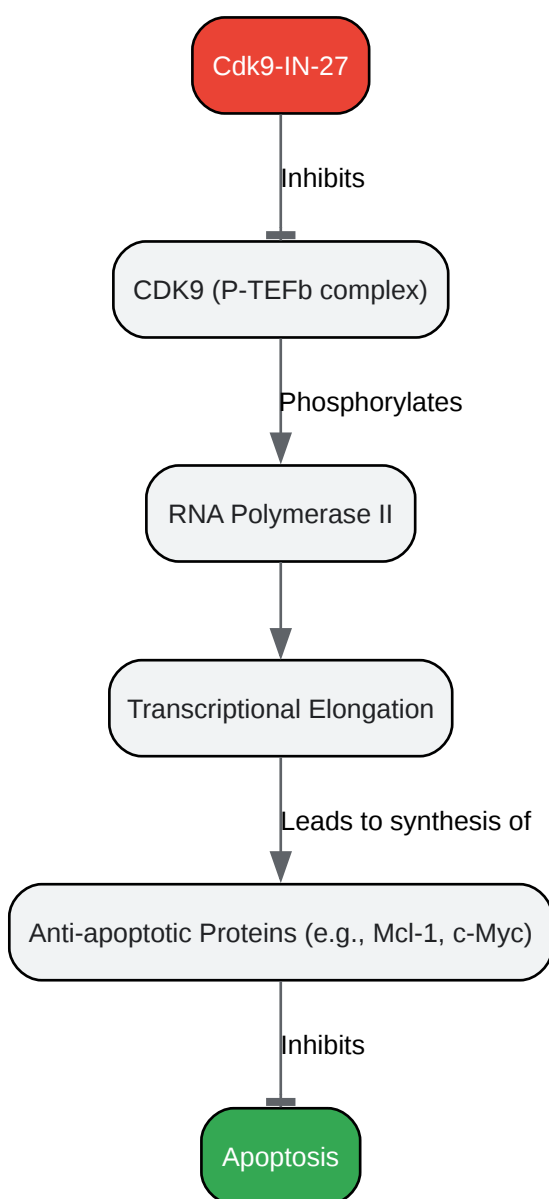 Cdk9-IN-27
Inhibits
CDK9 (P-TEFb complex)
Phosphorylates
RNA Polymerase II
Transcriptional Elongation
Leads to synthesis of
Anti-apoptotic Proteins (e.g., Mcl-1, c-Myc)
Inhibits
Apoptosis